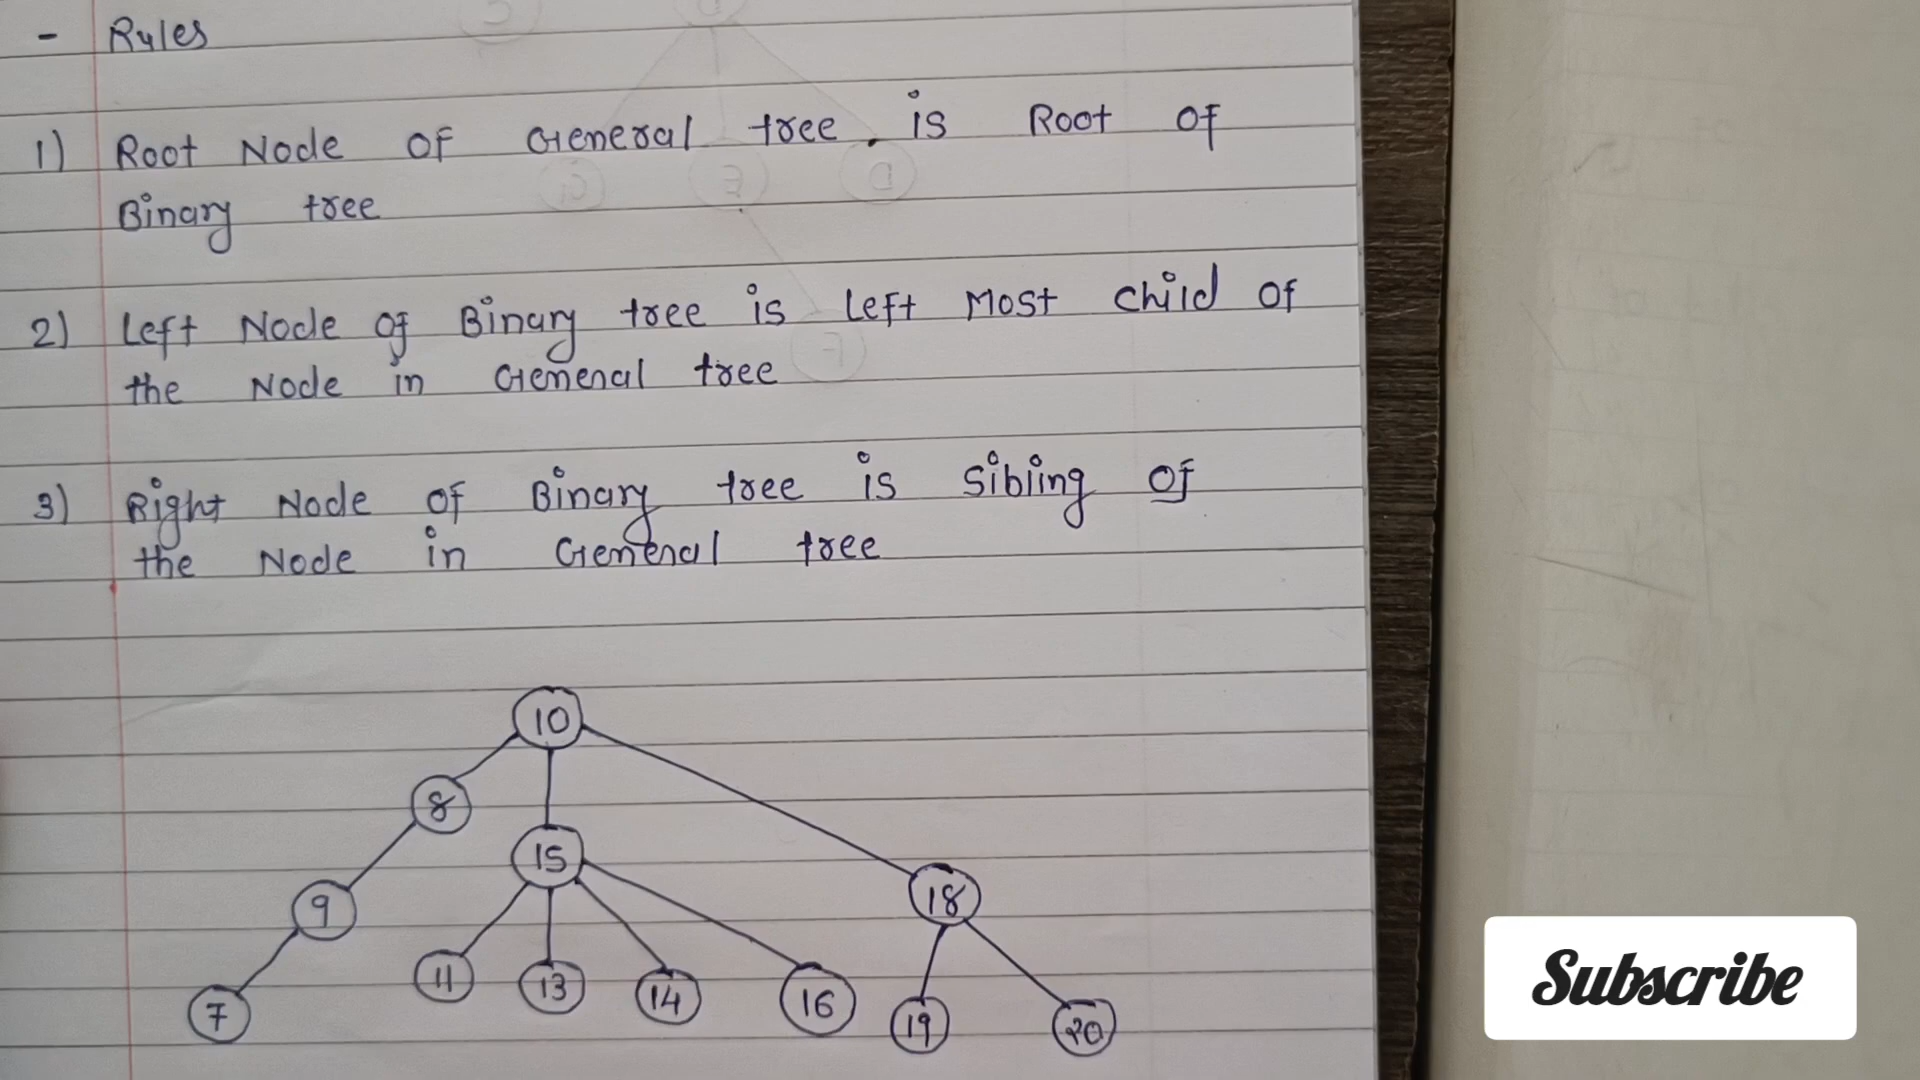 - Rules
1) Root Node of General tree is Root of
Binary tree
2) Left Node of Binary tree is Left Most child of
the Node in General tree
3) Right Node of Binary tree is sibling of
the Node in General tree
10
8
15
18
9
11 13 14 16
7 19 20
Subscribe